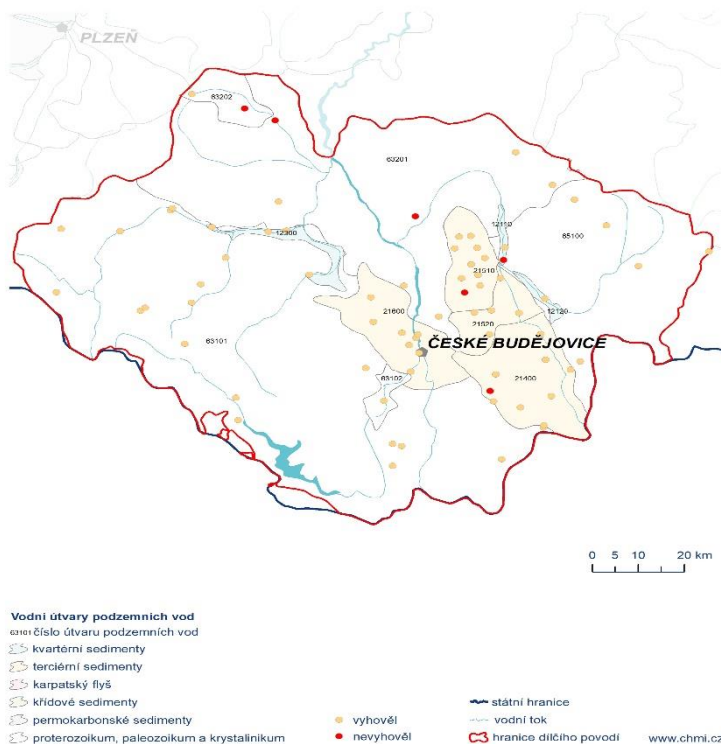 PLZEŇ
63202
63201
12110
85100
12300
21510
12120
21600
21520
ČESKÉ BUDĚJOVICE
63101
63102
21400
0 5 10 20 km
Vodní útvary podzemních vod
63101 číslo útvaru podzemních vod
kvartérní sedimenty
terciérní sedimenty
karpatský flyš
křídové sedimenty
permokarbonské sedimenty
proterozoikum, paleozoikum a krystalinikum
vyhověl
nevyhověl
státní hranice
vodní tok
hranice dílčího povodí
www.chmi.cz